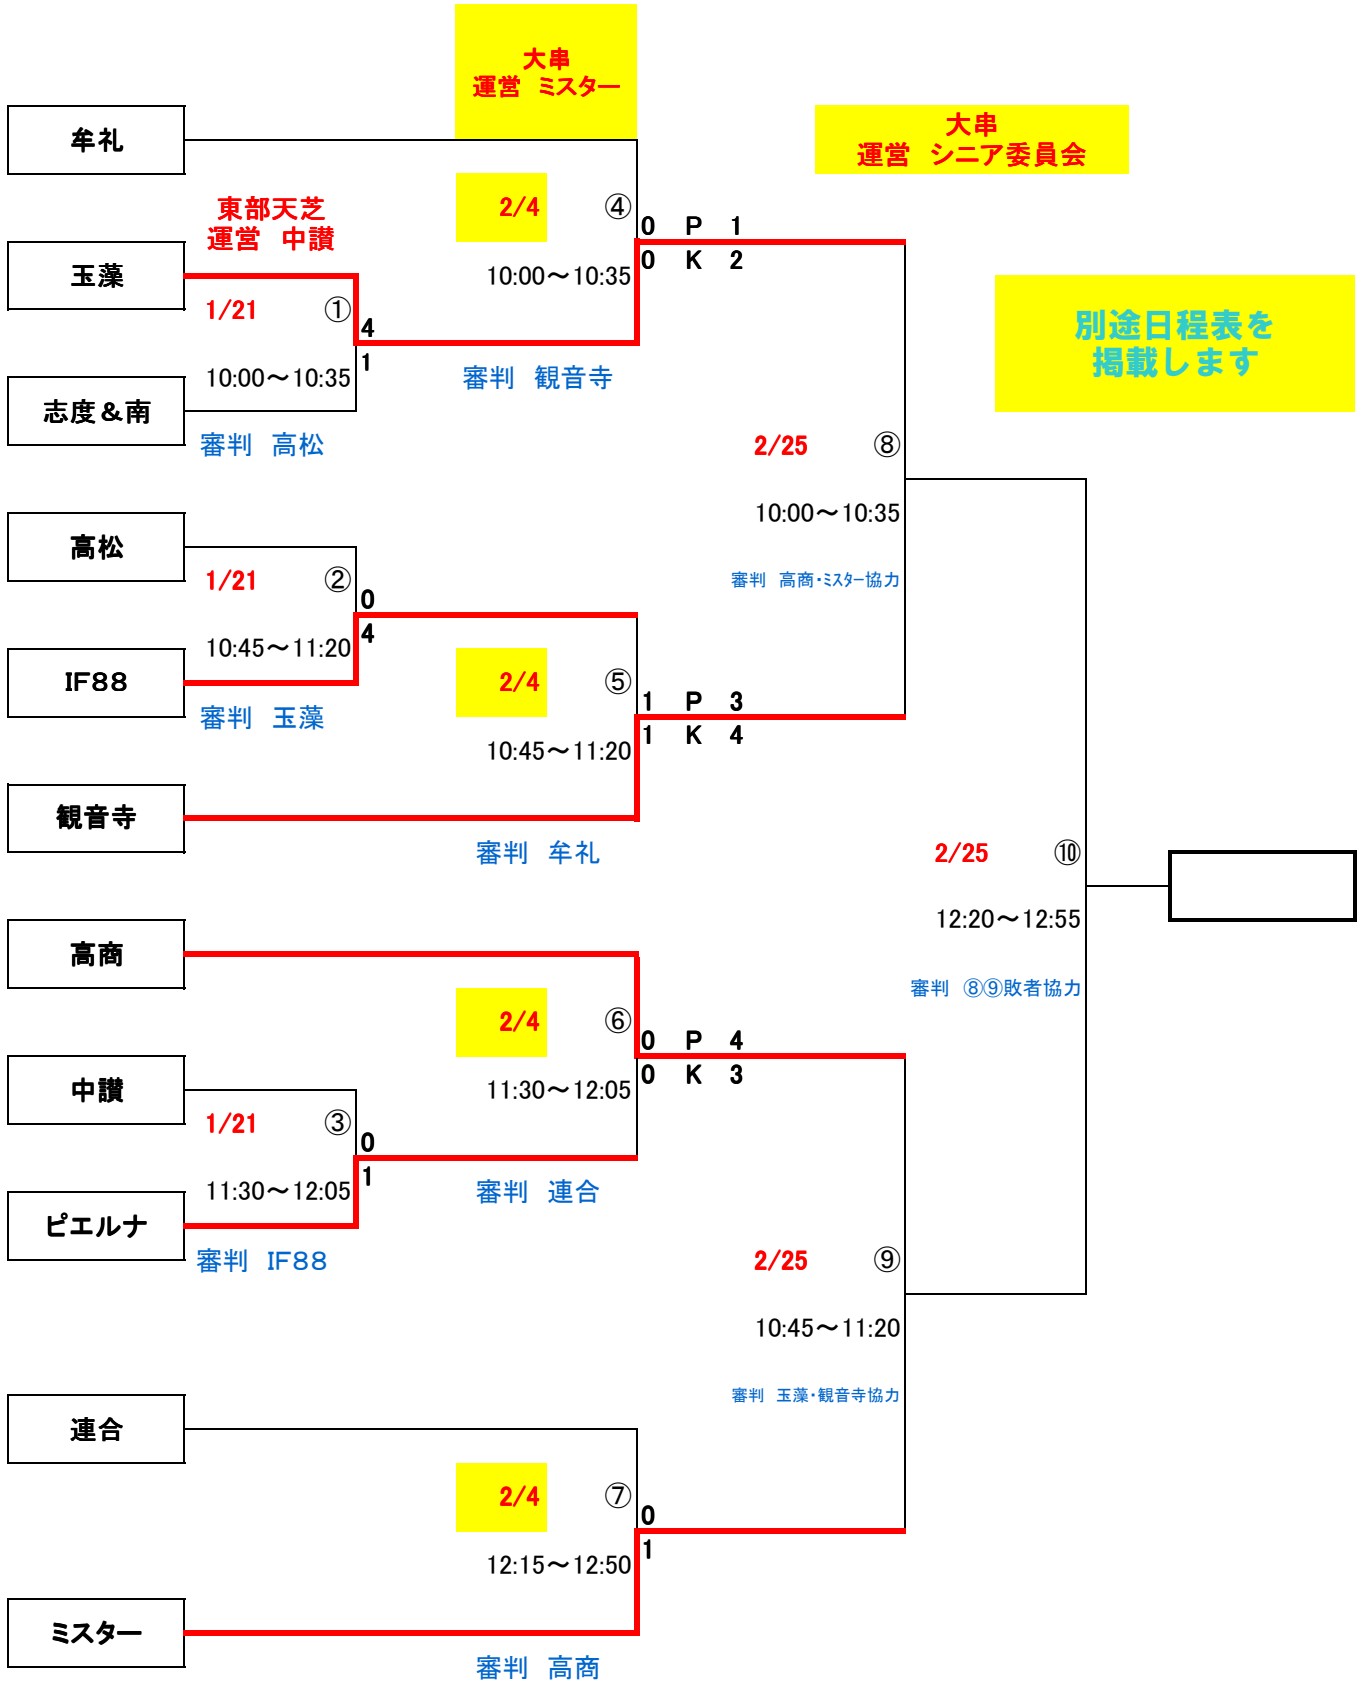 大串
運営　ミスター
牟礼
大串
運営　シニア委員会
東部天芝
運営　中讃
2/4　④
0　P　1
0　K　2
玉藻
10:00～10:35
1/21　①
4
1
別途日程表を
掲載します
10:00～10:35
審判　観音寺
志度＆南
審判　高松
2/25　⑧
10:00～10:35
高松
1/21　②
0
4
審判　高商・ミスター協力
10:45～11:20
IF88
2/4　⑤
1　P　3
1　K　4
審判　玉藻
10:45～11:20
観音寺
審判　牟礼
2/25　⑩
12:20～12:55
高商
審判　⑧⑨敗者協力
2/4　⑥
0　P　4
0　K　3
中讃
11:30～12:05
1/21　③
0
1
11:30～12:05
審判　連合
ピエルナ
審判　IF88
2/25　⑨
10:45～11:20
審判　玉藻・観音寺協力
連合
2/4　⑦
0
1
12:15～12:50
ミスター
審判　高商